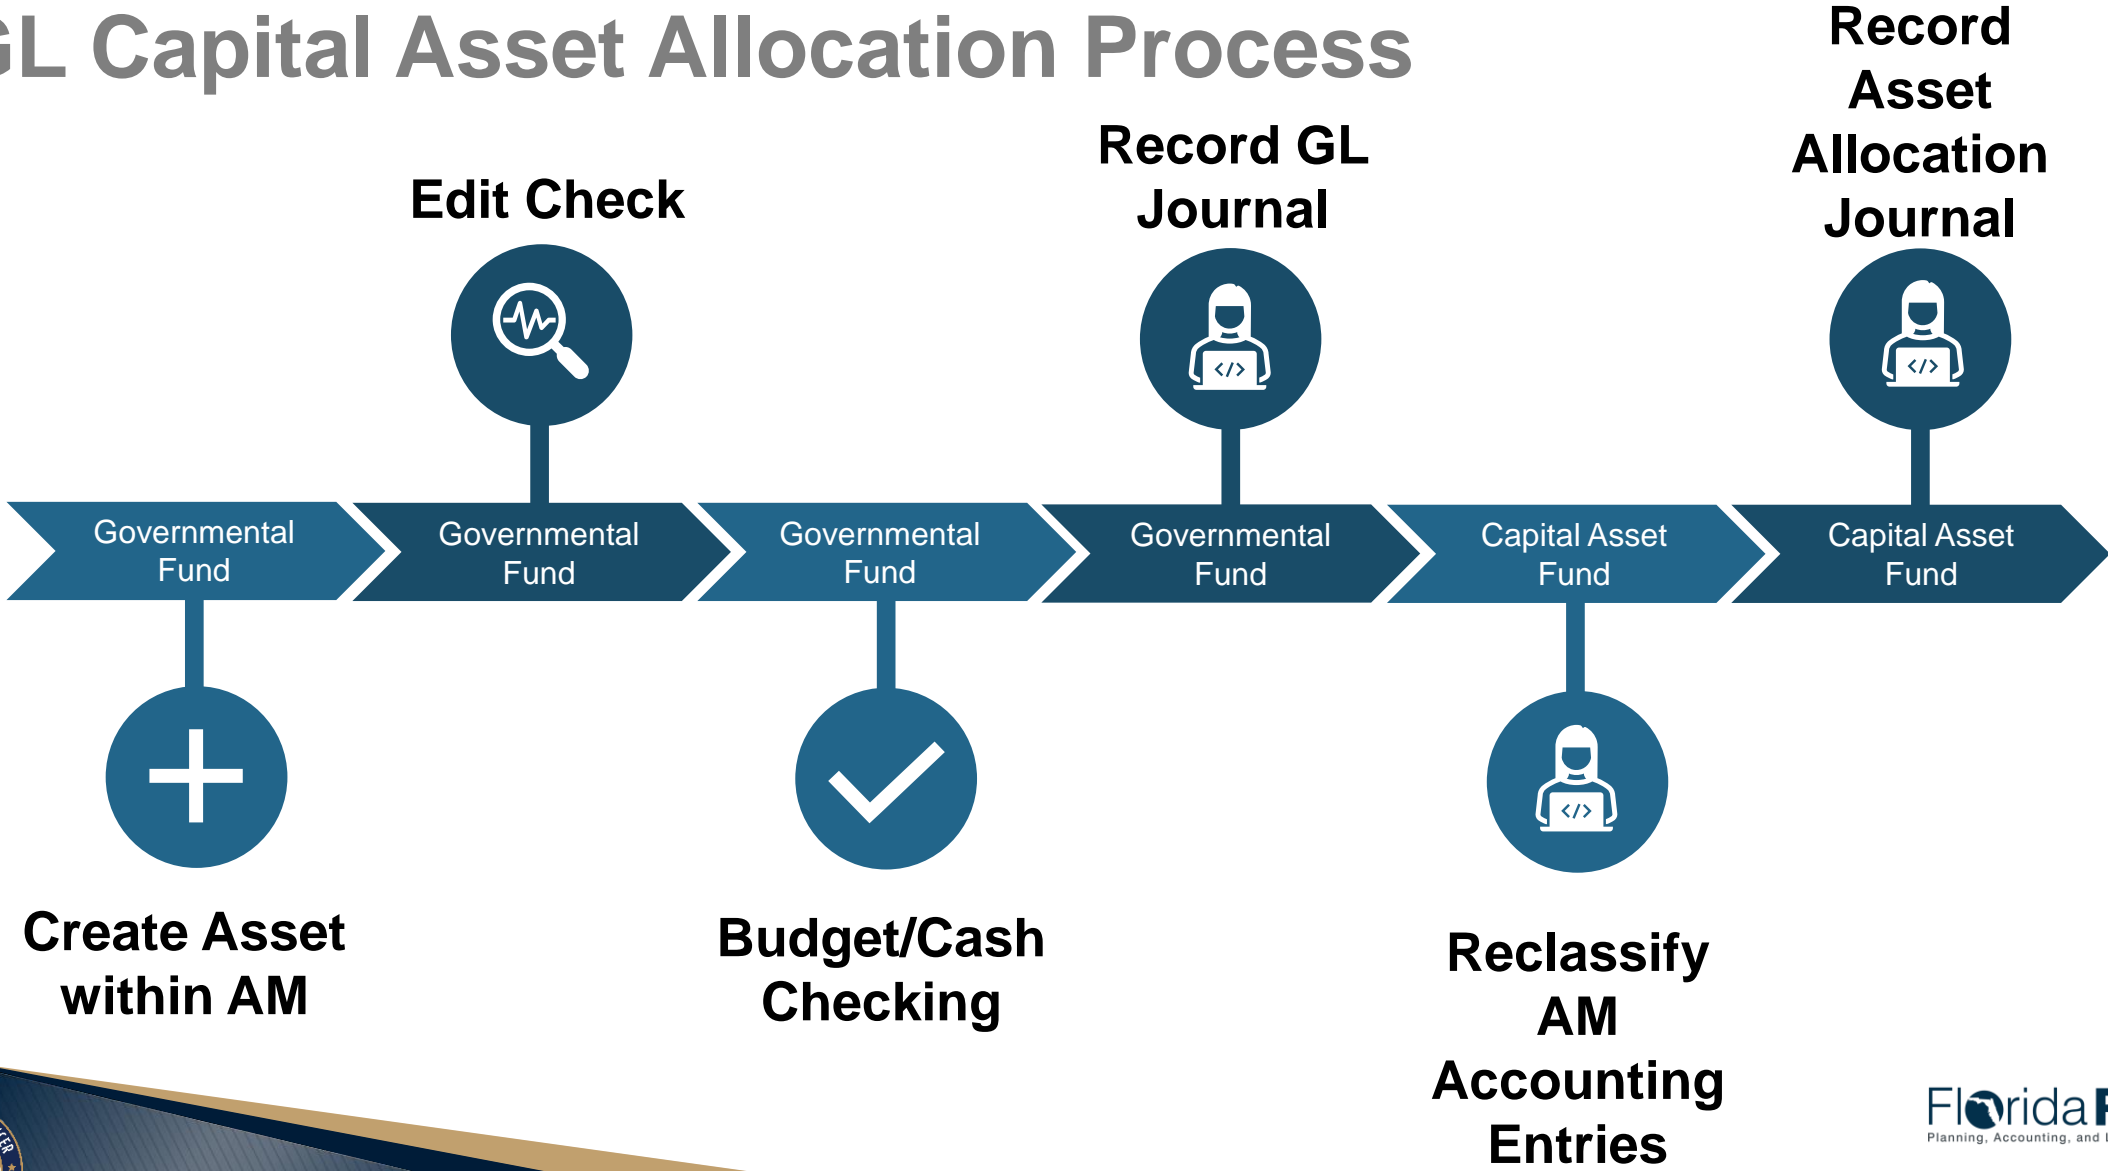 GL Capital Asset Allocation Process
Record
Asset
Allocation
Journal
Record GL
Journal
Edit Check
Governmental
Fund
Governmental
Fund
Governmental
Fund
Governmental
Fund
Capital Asset
Fund
Capital Asset
Fund
</>
</>
</>
Create Asset
within AM
Budget/Cash
Checking
Reclassify
AM
Accounting
Entries
Florida
Planning, Accounting, and